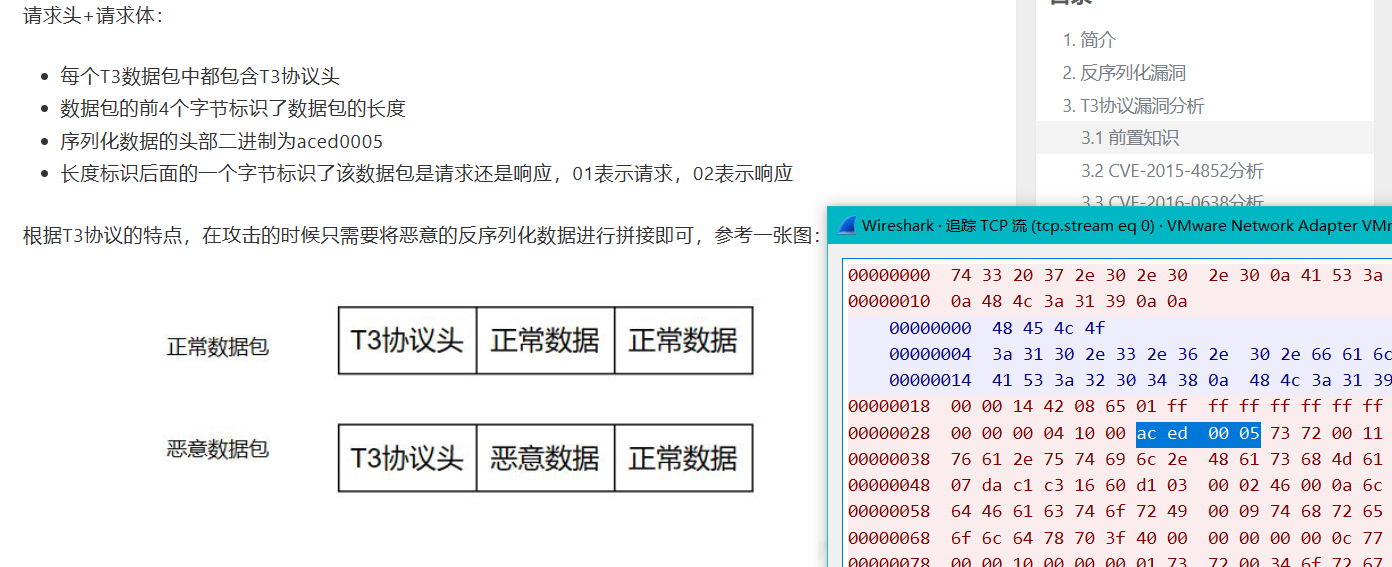 请求头+请求体：
每个T3数据包中都包含T3协议头
数据包的前4个字节标识了数据包的长度
序列化数据的头部二进制为aced0005
长度标识后面的一个字节标识了该数据包是请求还是响应，01表示请求，02表示响应
根据T3协议的特点，在攻击的时候只需要将恶意的反序列化数据进行拼接即可，参考一张图：
正常数据包
T3协议头 正常数据 正常数据
恶意数据包
T3协议头 恶意数据 正常数据
1. 简介
2. 反序列化漏洞
3. T3协议漏洞分析
3.1 前置知识
3.2 CVE-2015-4852分析
3.3 CVE-2016-0638分析
Wireshark · 追踪 TCP 流 (tcp.stream eq 0) · VMware Network Adapter VMn
00000000 74 33 20 37 2e 30 2e 30 2e 30 0a 41 53 3a
00000010 0a 48 4c 3a 31 39 0a 0a
00000000 48 45 4c 4f
00000004 3a 31 30 2e 33 2e 36 2e 30 2e 66 61 6c
00000014 41 53 3a 32 30 34 38 0a 48 4c 3a 31 39
00000018 00 00 14 42 08 65 01 ff ff ff ff ff ff ff
00000028 00 00 00 04 10 00 ac ed 00 05 73 72 00 11
00000038 76 61 2e 75 74 69 6c 2e 48 61 73 68 4d 61
00000048 07 da c1 c3 16 60 d1 03 00 02 46 00 0a 6c
00000058 64 46 61 63 74 6f 72 49 00 09 74 68 72 65
00000068 6f 6c 64 78 70 3f 40 00 00 00 00 00 0c 77
00000078 00 00 10 00 00 00 01 73 72 00 34 6f 72 67